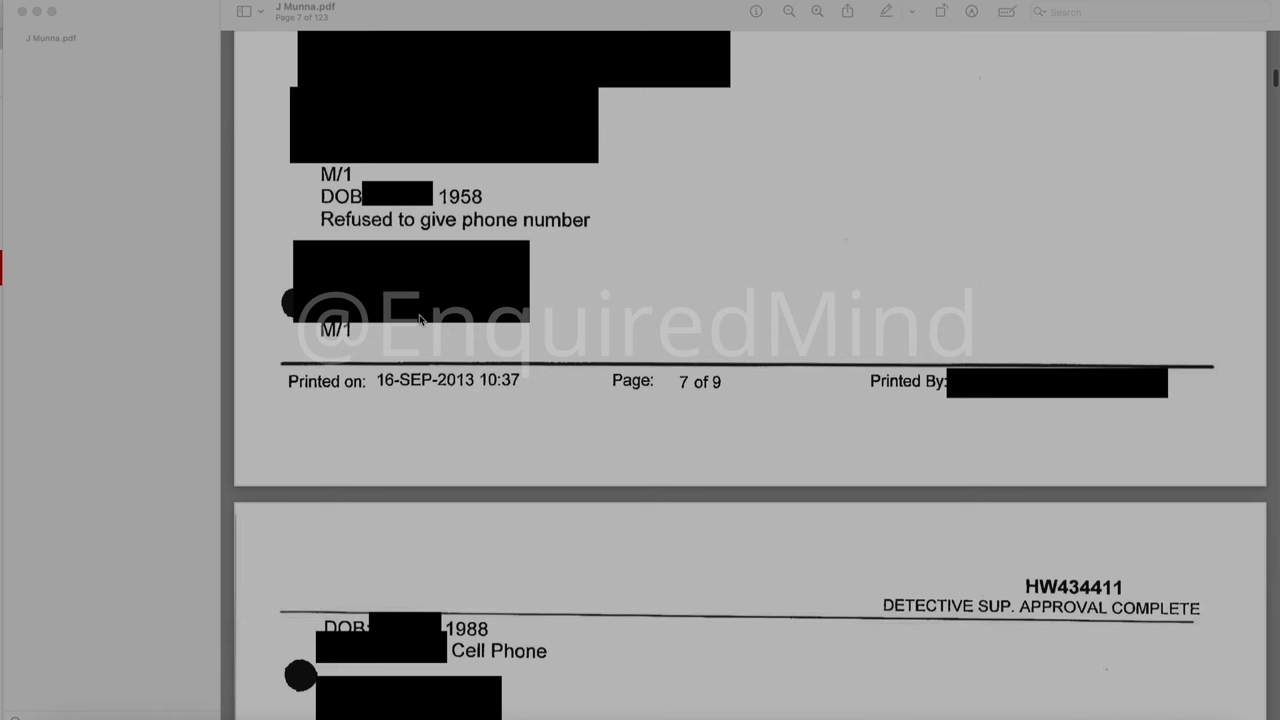 J Munna.pdf
Page 7 of 123
Search
J Munna.pdf
M/1
DOB 1958
Refused to give phone number
@EnquiredMind
M/1
Printed on: 16-SEP-2013 10:37 Page: 7 of 9 Printed By:
HW434411
DETECTIVE SUP. APPROVAL COMPLETE
DOB: 1988
Cell Phone